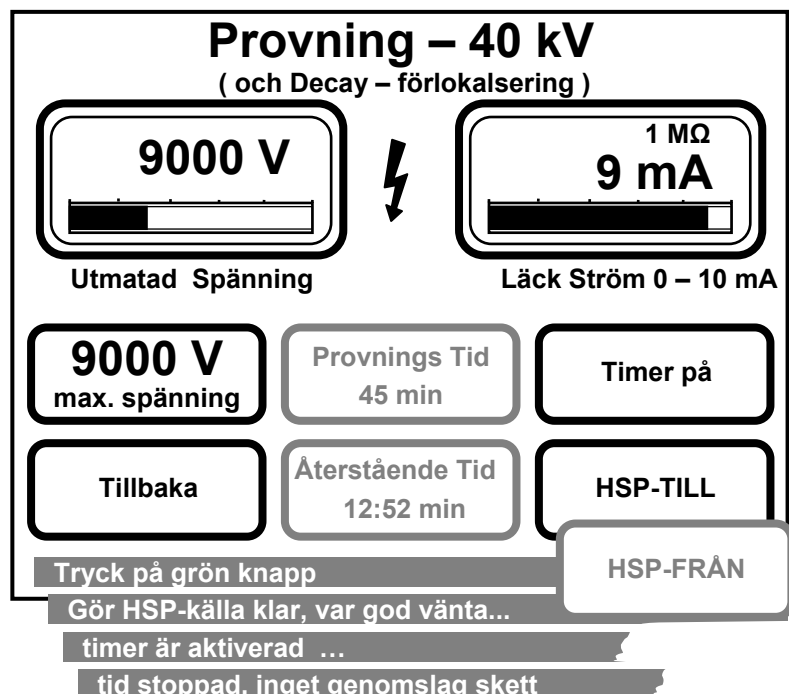 Provning – 40 kV
( och Decay – förlokalsering )
9000 V
1 MΩ
9 mA
Utmatad Spänning
Läck Ström 0 – 10 mA
9000 V
max. spänning
Provnings Tid
45 min
Timer på
Tillbaka
Återstående Tid
12:52 min
HSP-TILL
HSP-FRÅN
Tryck på grön knapp
Gör HSP-källa klar, var god vänta...
timer är aktiverad ...
tid stoppad, inget genomslag skett